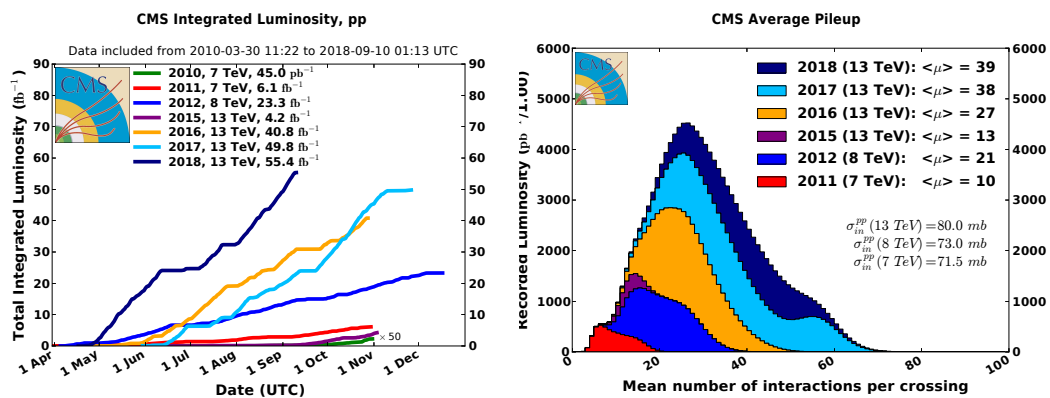 CMS Integrated Luminosity, pp
Data included from 2010-03-30 11:22 to 2018-09-10 01:13 UTC
CMS
2010, 7 TeV, 45.0 pb⁻¹
2011, 7 TeV, 6.1 fb⁻¹
2012, 8 TeV, 23.3 fb⁻¹
2015, 13 TeV, 4.2 fb⁻¹
2016, 13 TeV, 40.8 fb⁻¹
2017, 13 TeV, 49.8 fb⁻¹
2018, 13 TeV, 55.4 fb⁻¹
Total Integrated Luminosity (fb⁻¹)
90
80
70
60
50
40
30
20
10
0
90
80
70
60
50
40
30
20
10
0
× 50
1 Apr
1 May
1 Jun
1 Jul
1 Aug
1 Sep
1 Oct
1 Nov
1 Dec
Date (UTC)
CMS Average Pileup
CMS
2018 (13 TeV): <μ> = 39
2017 (13 TeV): <μ> = 38
2016 (13 TeV): <μ> = 27
2015 (13 TeV): <μ> = 13
2012 (8 TeV): <μ> = 21
2011 (7 TeV): <μ> = 10
σ_in^pp (13 TeV)=80.0 mb
σ_in^pp (8 TeV)=73.0 mb
σ_in^pp (7 TeV)=71.5 mb
Recorded Luminosity (pb⁻¹/1.00)
6000
5000
4000
3000
2000
1000
0
6000
5000
4000
3000
2000
1000
0
0
20
40
60
80
100
Mean number of interactions per crossing